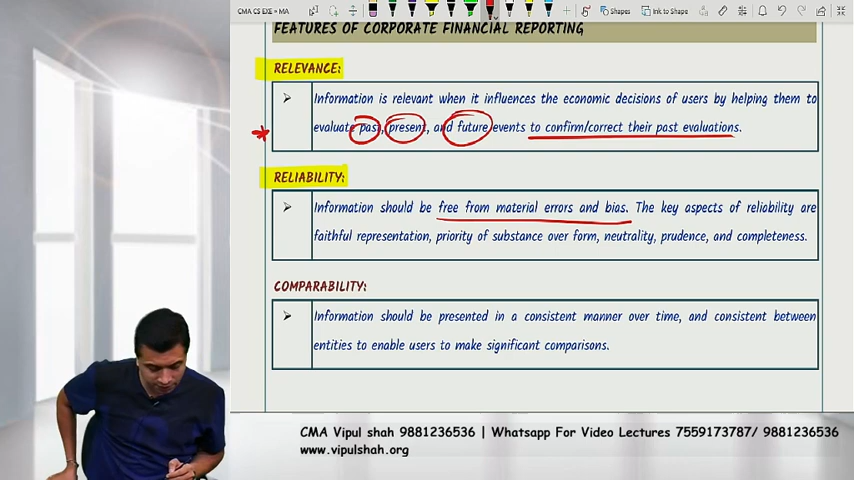 CMA CS EXE = MA
Shapes
Ink to Shape
FEATURES OF CORPORATE FINANCIAL REPORTING
RELEVANCE:
Information is relevant when it influences the economic decisions of users by helping them to
evaluate past, present, and future events to confirm/correct their past evaluations.
RELIABILITY:
Information should be free from material errors and bias. The key aspects of reliability are
faithful representation, priority of substance over form, neutrality, prudence, and completeness.
COMPARABILITY:
Information should be presented in a consistent manner over time, and consistent between
entities to enable users to make significant comparisons.
CMA Vipul shah 9881236536 | Whatsapp For Video Lectures 7559173787/ 9881236536
www.vipulshah.org